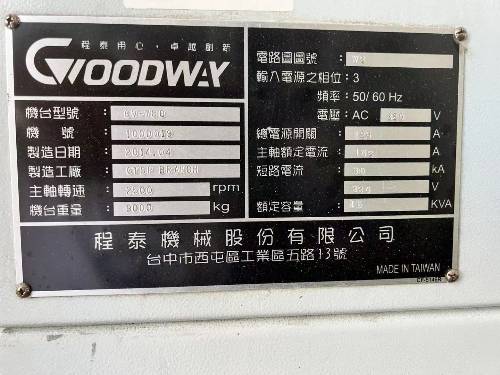 程泰用心 · 卓越創新
GOODWAY
機台型號
機號
製造日期 2014.04
製造工廠
主軸轉速 rpm
機台重量 kg
電路圖圖號:
輸入電源之相位:3
頻率:50/60 Hz
電壓:AC V
總電源開關 A
主軸額定電流 A
短路電流 kA
V
額定容量 KVA
程泰機械股份有限公司
台中市西屯區工業區五路13號
MADE IN TAIWAN